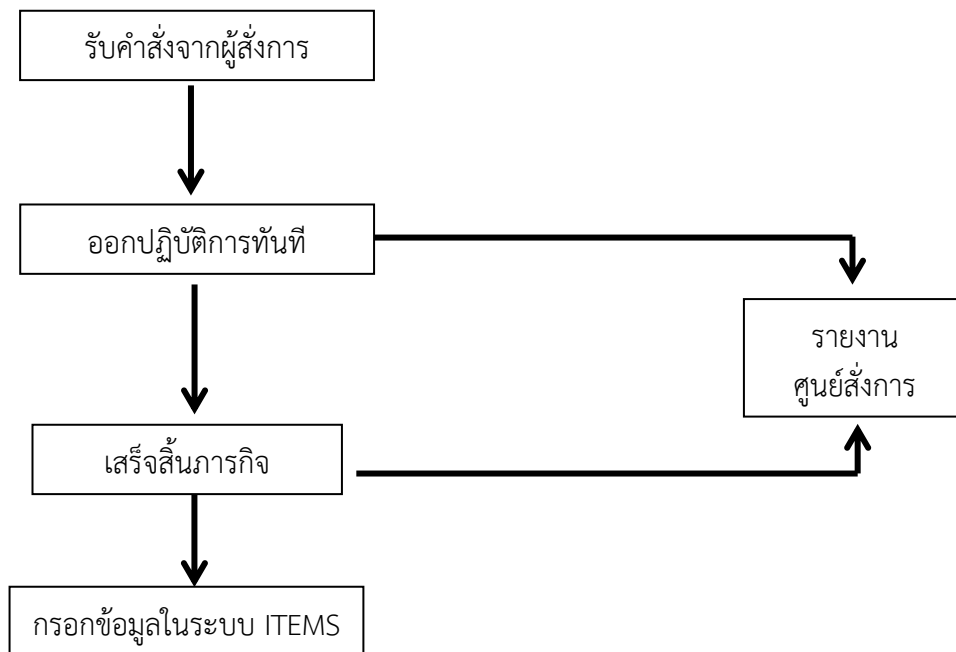 รับคำสั่งจากผู้สั่งการ
ออกปฏิบัติการทันที
รายงาน
ศูนย์สั่งการ
เสร็จสิ้นภารกิจ
กรอกข้อมูลในระบบ ITEMS